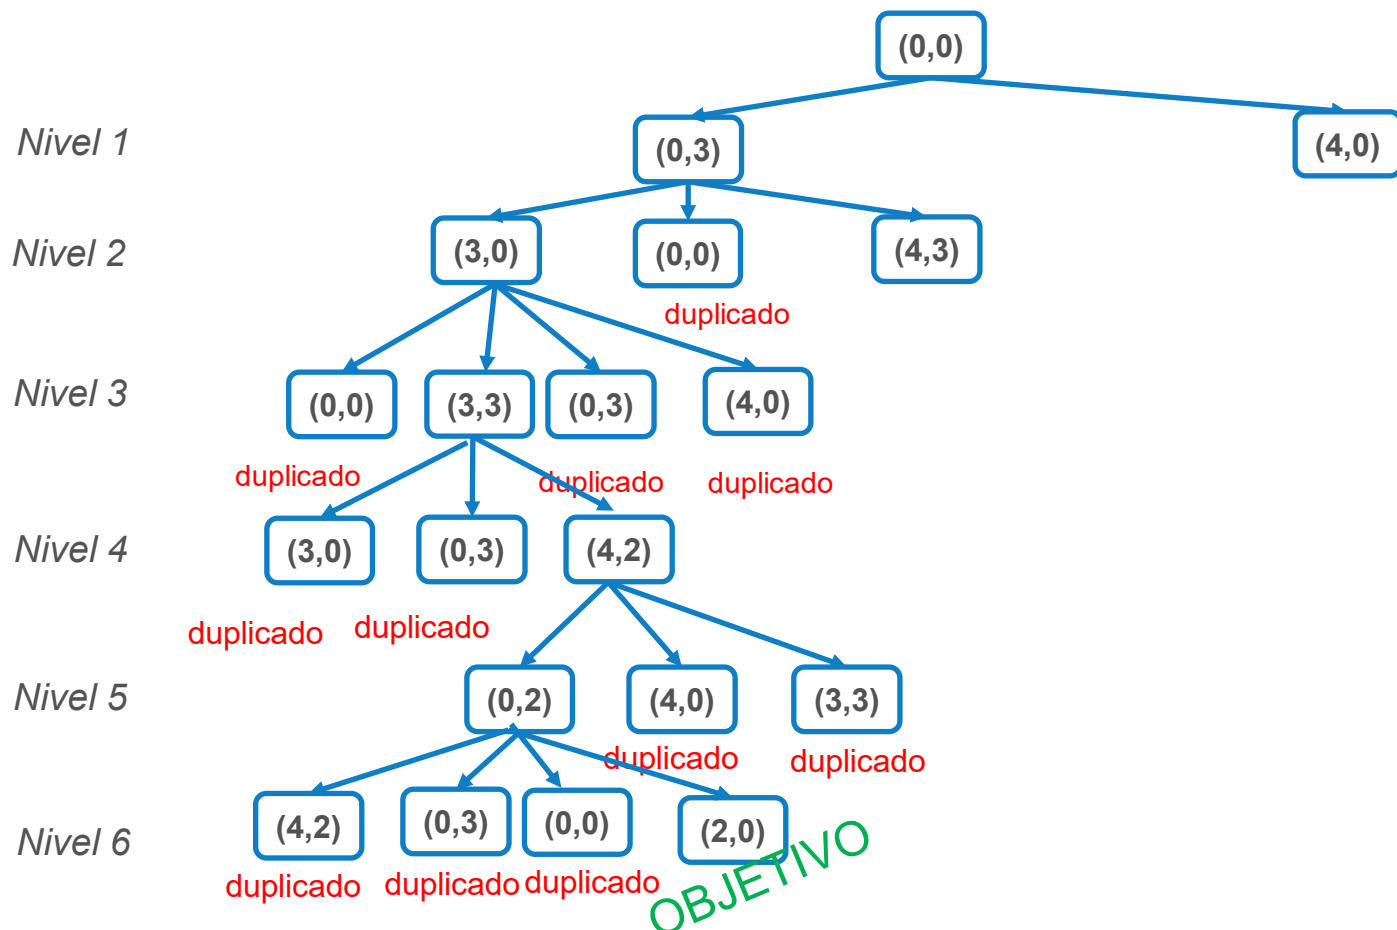 (0,0)
Nivel 1
(0,3)
(4,0)
Nivel 2
(3,0)
(0,0)
(4,3)
duplicado
Nivel 3
(0,0)
(3,3)
(0,3)
(4,0)
duplicado
duplicado
duplicado
Nivel 4
(3,0)
(0,3)
(4,2)
duplicado
duplicado
Nivel 5
(0,2)
(4,0)
(3,3)
duplicado
duplicado
Nivel 6
(4,2)
(0,3)
(0,0)
(2,0)
duplicado
duplicado
duplicado
OBJETIVO